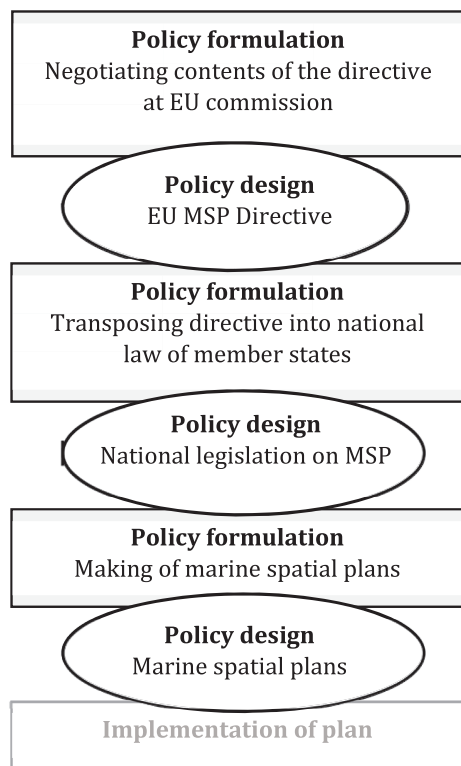 Policy formulation
Negotiating contents of the directive
at EU commission
Policy design
EU MSP Directive
Policy formulation
Transposing directive into national
law of member states
Policy design
National legislation on MSP
Policy formulation
Making of marine spatial plans
Policy design
Marine spatial plans
Implementation of plan